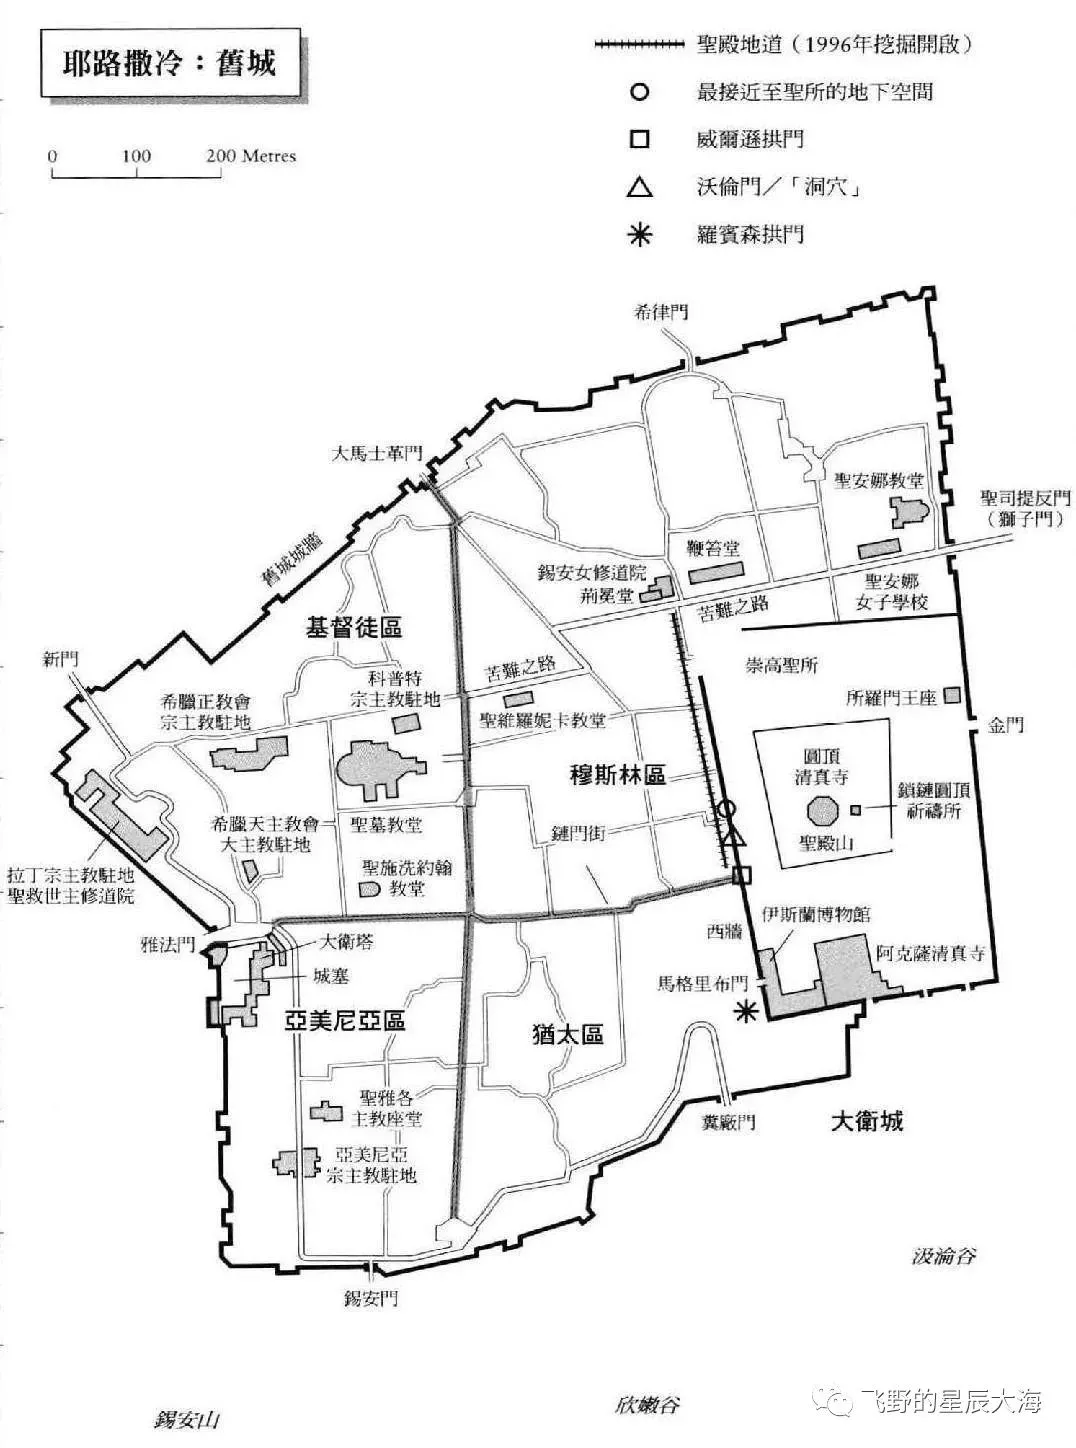 耶路撒冷：舊城
0 100 200 Metres
聖殿地道（1996年挖掘開啟）
最接近至聖所的地下空間
威爾遜拱門
沃倫門／「洞穴」
羅賓森拱門
希律門
大馬士革門
舊城城牆
聖安娜教堂
聖司提反門
（獅子門）
鞭笞堂
錫安女修道院
荊冕堂
聖安娜
女子學校
苦難之路
基督徒區
新門
崇高聖所
苦難之路
科普特
宗主教駐地
希臘正教會
宗主教駐地
所羅門王座
聖維羅妮卡教堂
金門
圓頂
清真寺
穆斯林區
鎖鏈圓頂
祈禱所
希臘天主教會
大主教駐地
聖墓教堂
鏈門街
聖殿山
聖施洗約翰
教堂
拉丁宗主教駐地
聖救世主修道院
伊斯蘭博物館
西牆
雅法門
大衛塔
阿克薩清真寺
城塞
馬格里布門
亞美尼亞區
猶太區
聖雅各
主教座堂
糞廠門
大衛城
亞美尼亞
宗主教駐地
汲淪谷
錫安門
欣嫩谷
錫安山
飞野的星辰大海